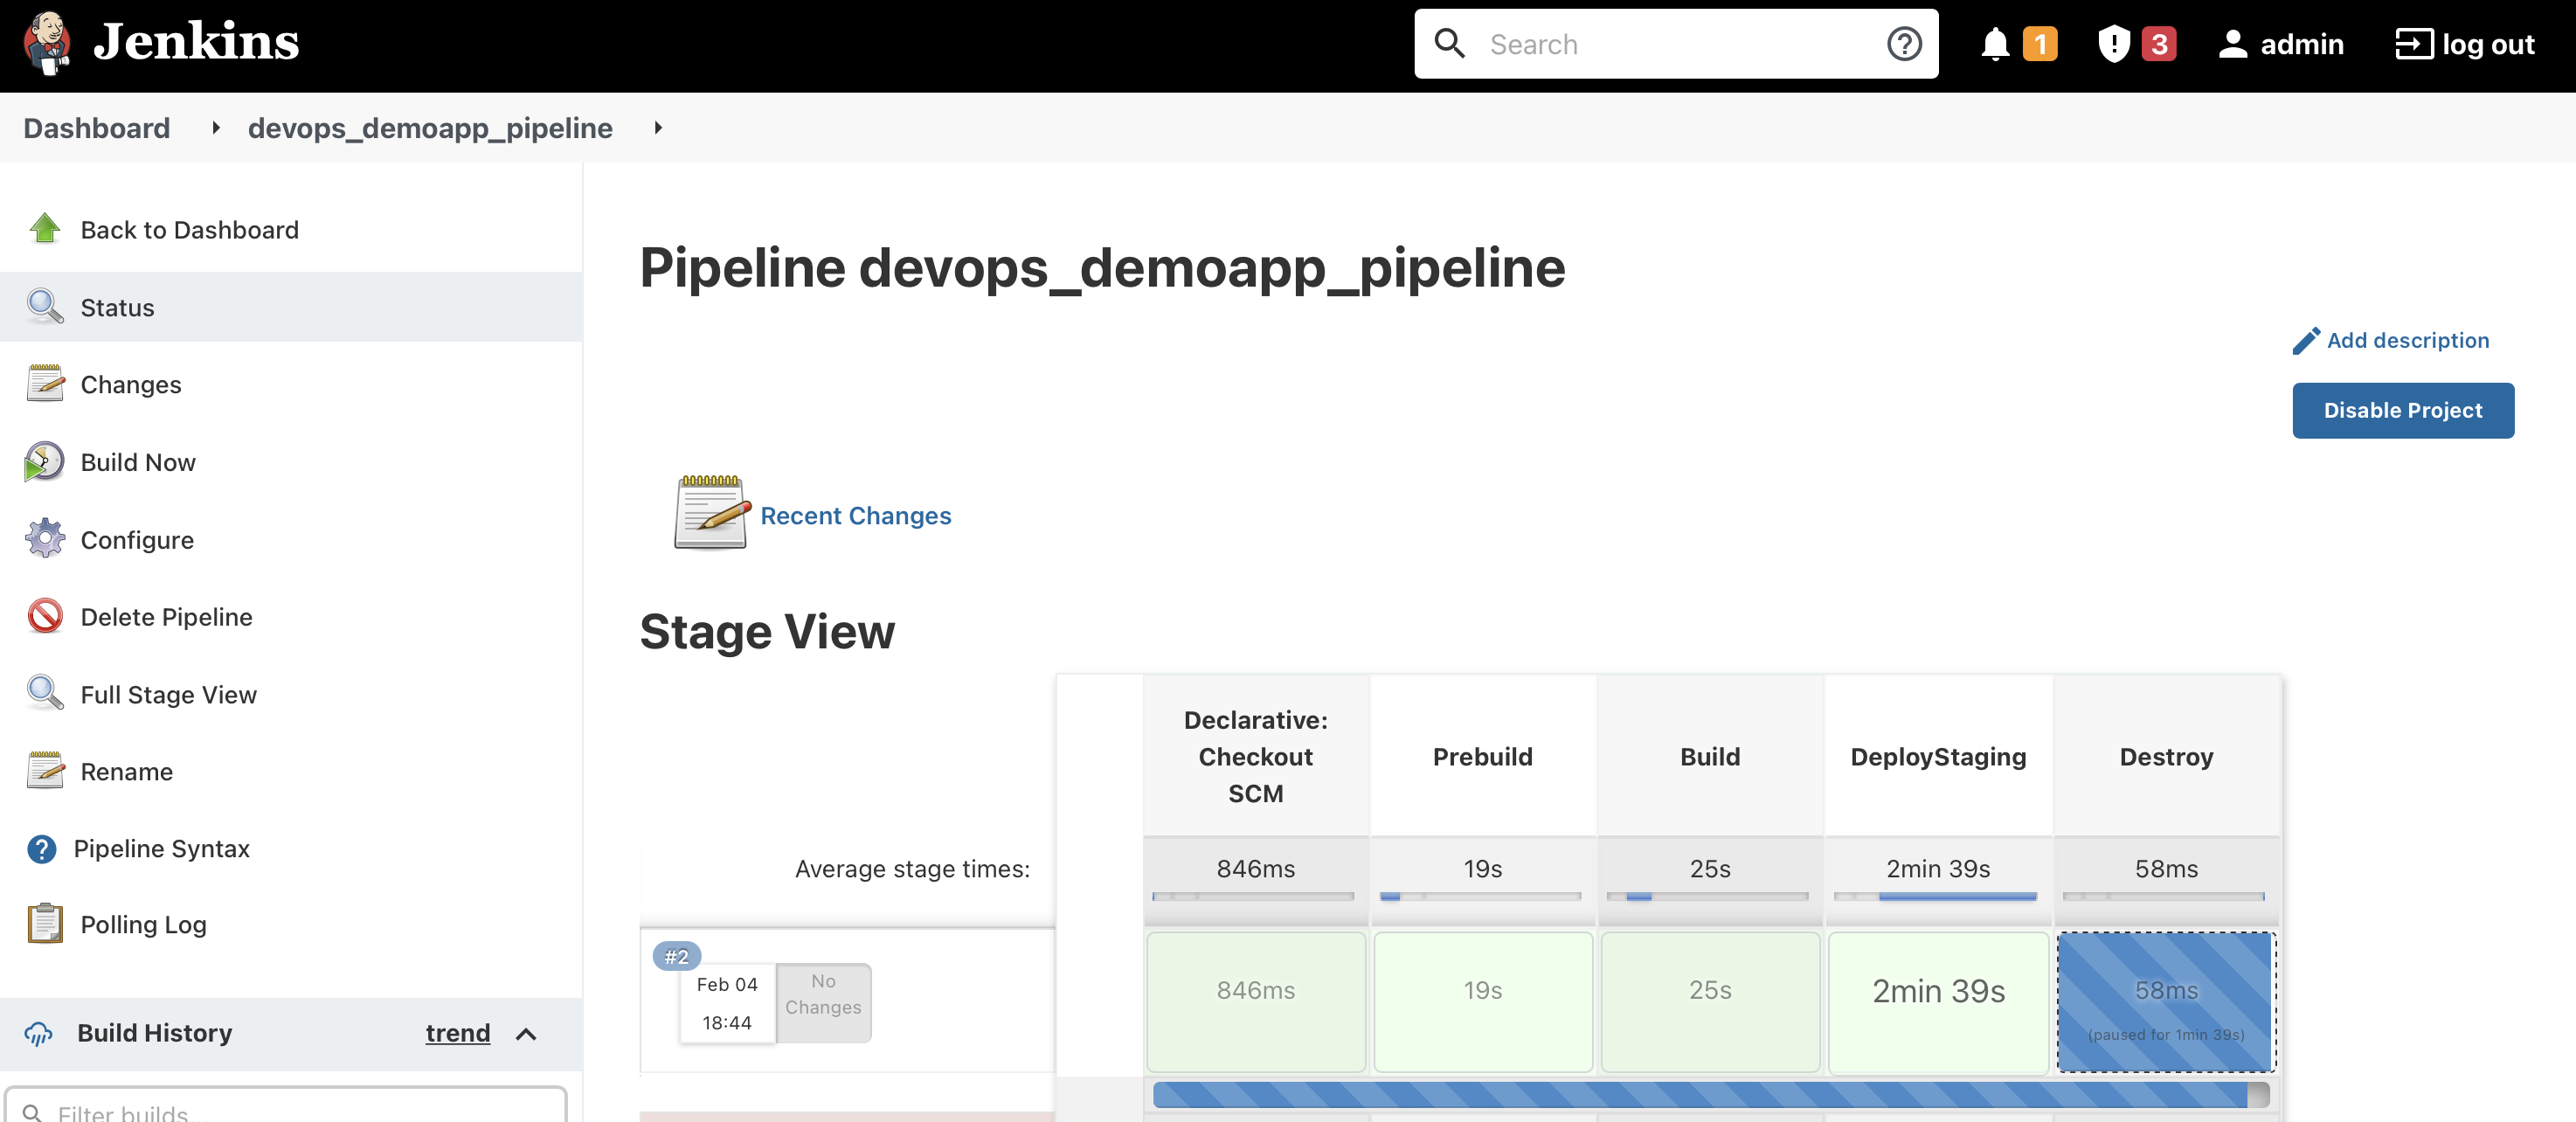 Jenkins
Search
1
3
admin
log out
Dashboard
devops_demoapp_pipeline
Back to Dashboard
Status
Changes
Build Now
Configure
Delete Pipeline
Full Stage View
Rename
Pipeline Syntax
Polling Log
Build History
trend
Filter builds...
Pipeline devops_demoapp_pipeline
Add description
Disable Project
Recent Changes
Stage View
Declarative:
Checkout
SCM
Prebuild
Build
DeployStaging
Destroy
Average stage times:
846ms
19s
25s
2min 39s
58ms
#2
Feb 04
18:44
No
Changes
846ms
19s
25s
2min 39s
58ms
(paused for 1min 39s)